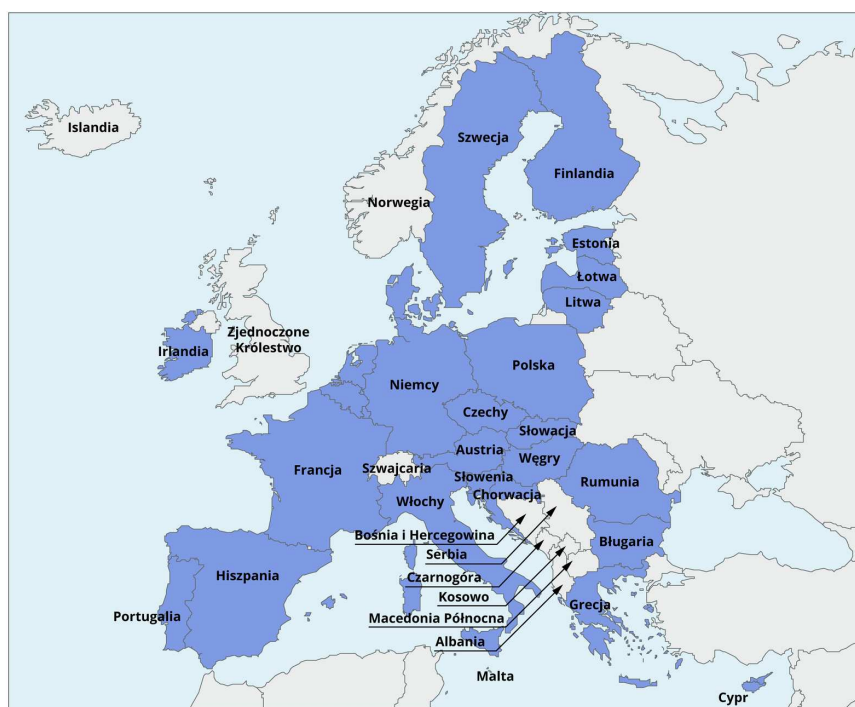 Islandia
Szwecja
Finlandia
Norwegia
Estonia
Łotwa
Litwa
Zjednoczone
Królestwo
Irlandia
Polska
Niemcy
Czechy
Słowacja
Austria
Węgry
Francja
Szwajcaria
Słowenia
Rumunia
Chorwacja
Włochy
Bośnia i Hercegowina
Bługaria
Serbia
Hiszpania
Czarnogóra
Kosowo
Grecja
Portugalia
Macedonia Północna
Albania
Malta
Cypr